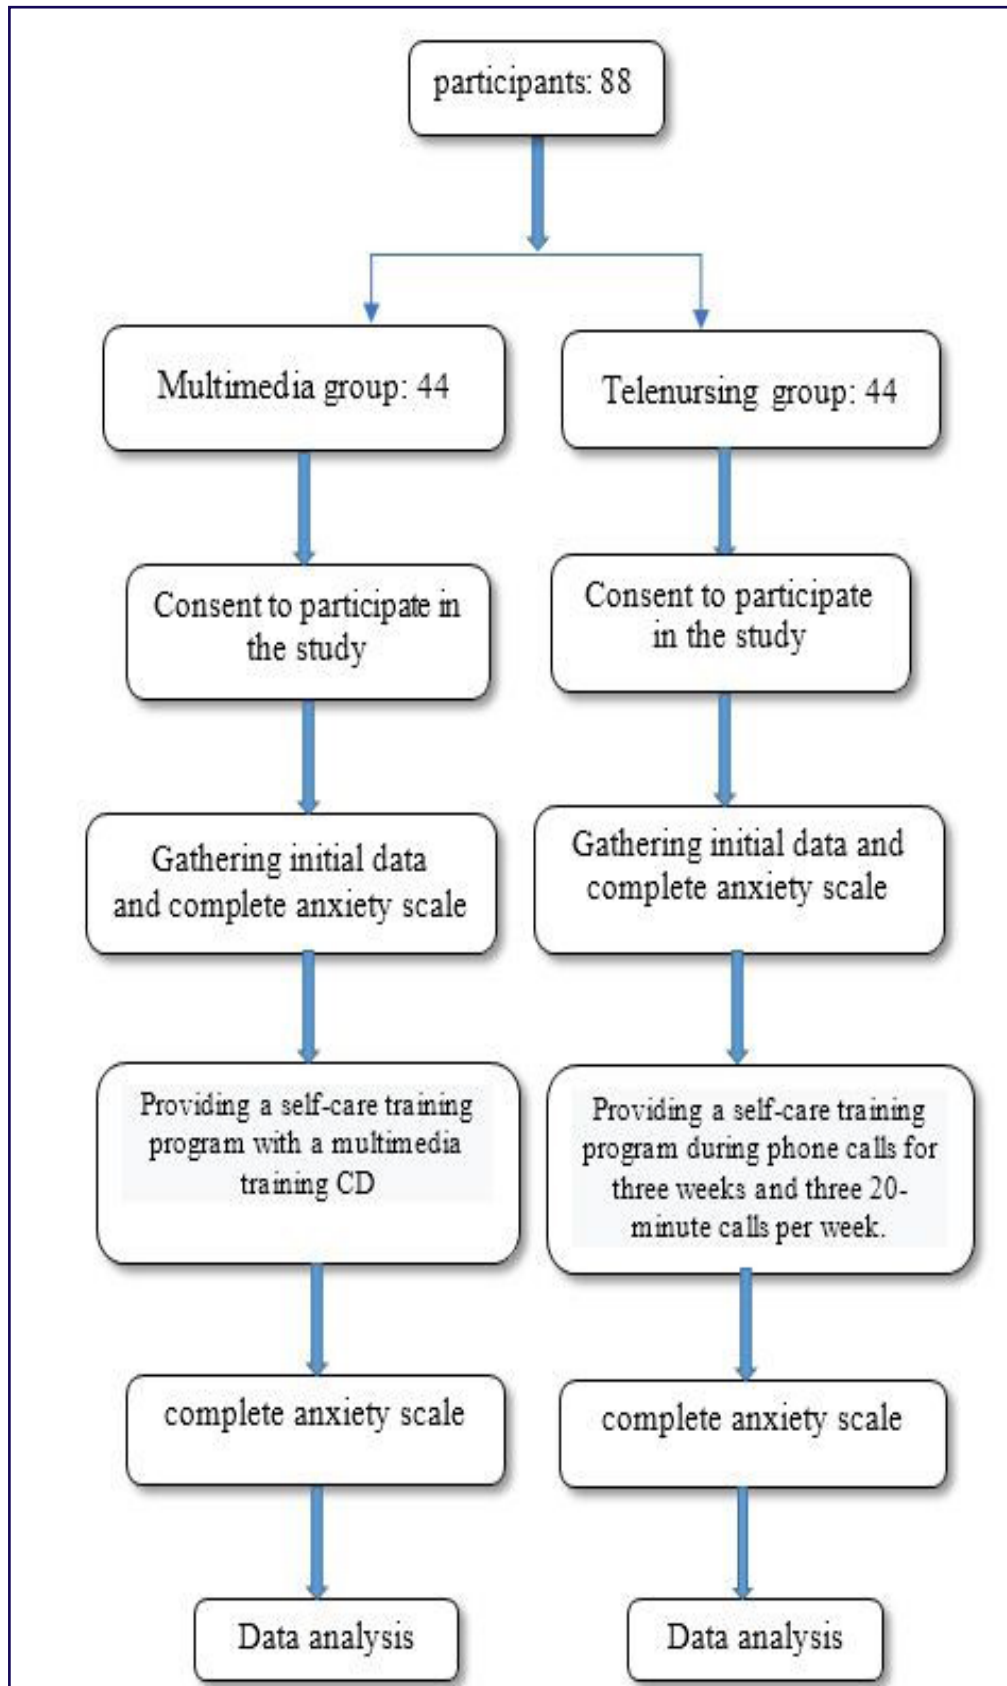 participants: 88
Multimedia group: 44
Telenursing group: 44
Consent to participate in
the study
Consent to participate
in the study
Gathering initial data
and complete anxiety scale
Gathering initial data and
complete anxiety scale
Providing a self-care training
program with a multimedia
training CD
Providing a self-care training
program during phone calls for
three weeks and three 20-
minute calls per week.
complete anxiety scale
complete anxiety scale
Data analysis
Data analysis